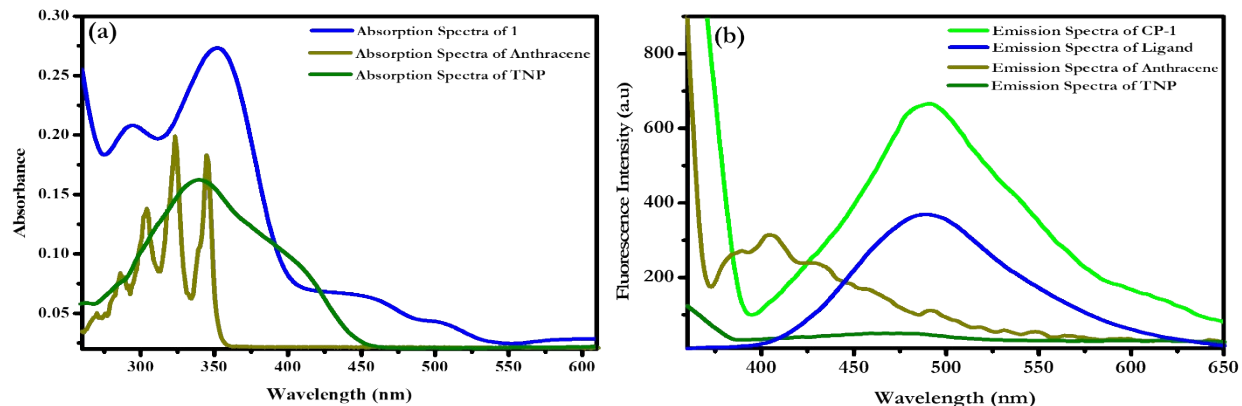 (a)
Absorption Spectra of 1
Absorption Spectra of Anthracene
Absorption Spectra of TNP
0.30
0.25
0.20
0.15
0.10
0.05
Absorbance
300 350 400 450 500 550 600
Wavelength (nm)
(b)
Emission Spectra of CP-1
Emission Spectra of Ligand
Emission Spectra of Anthracene
Emission Spectra of TNP
800
600
400
200
Fluorescence Intensity (a.u)
400 450 500 550 600 650
Wavelength (nm)